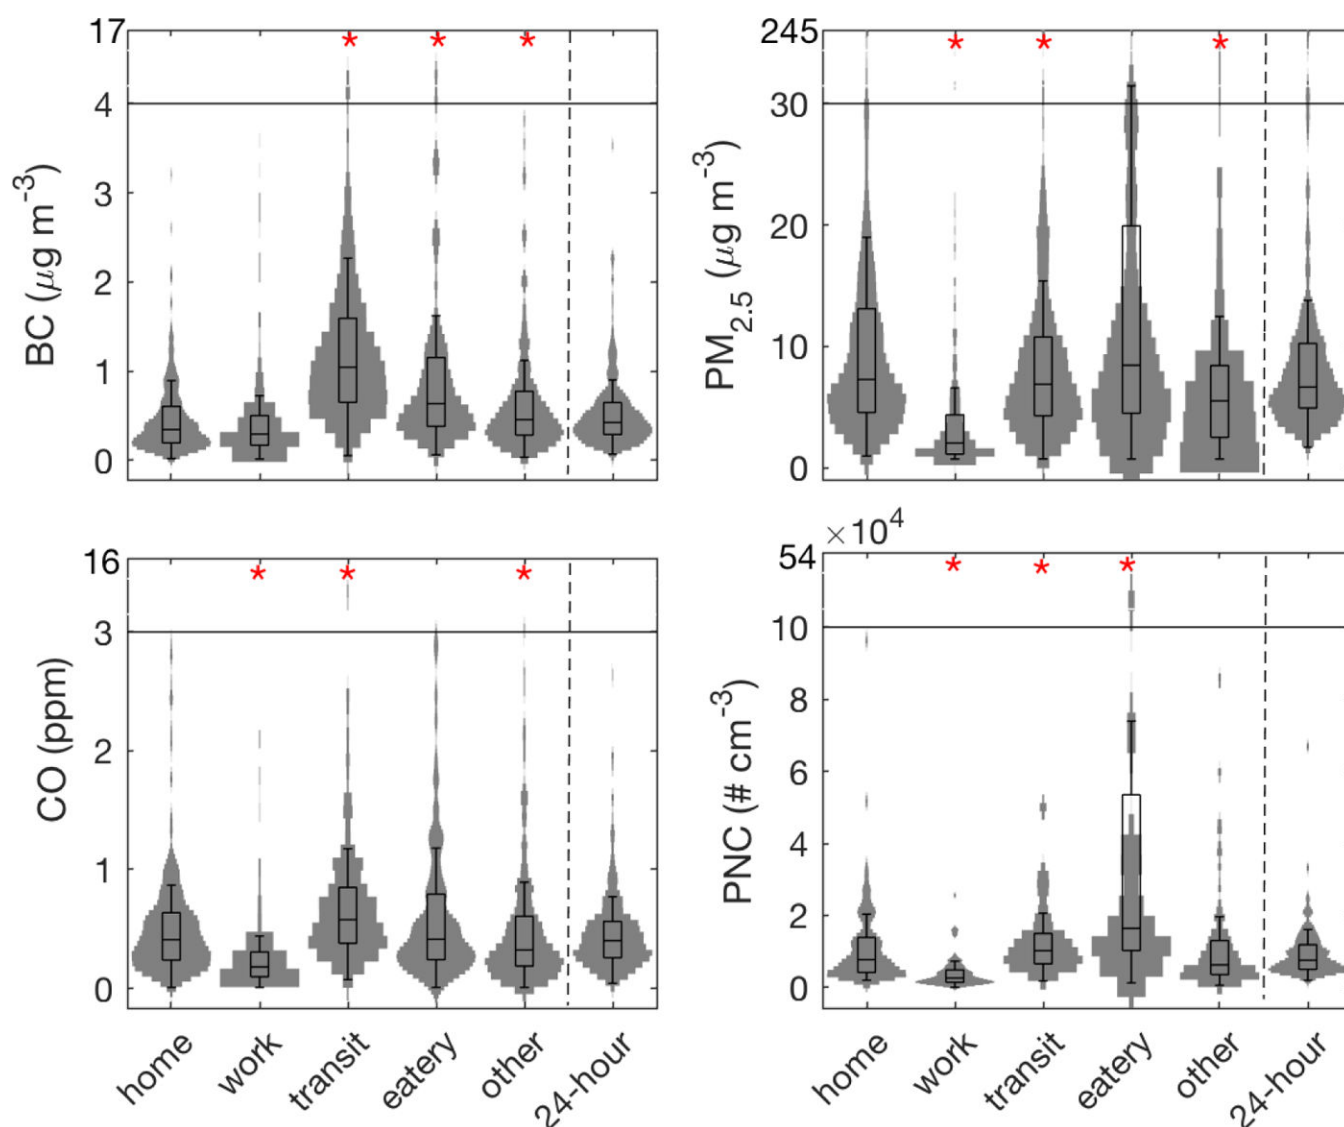 17
4
3
2
1
0
BC (μg m⁻³)
* * *
245
30
20
10
0
PM₂.₅ (μg m⁻³)
* * *
16
3
2
1
0
CO (ppm)
* * *
home
work
transit
eatery
other
24-hour
54 ×10⁴
10
8
6
4
2
0
PNC (# cm⁻³)
* * *
home
work
transit
eatery
other
24-hour